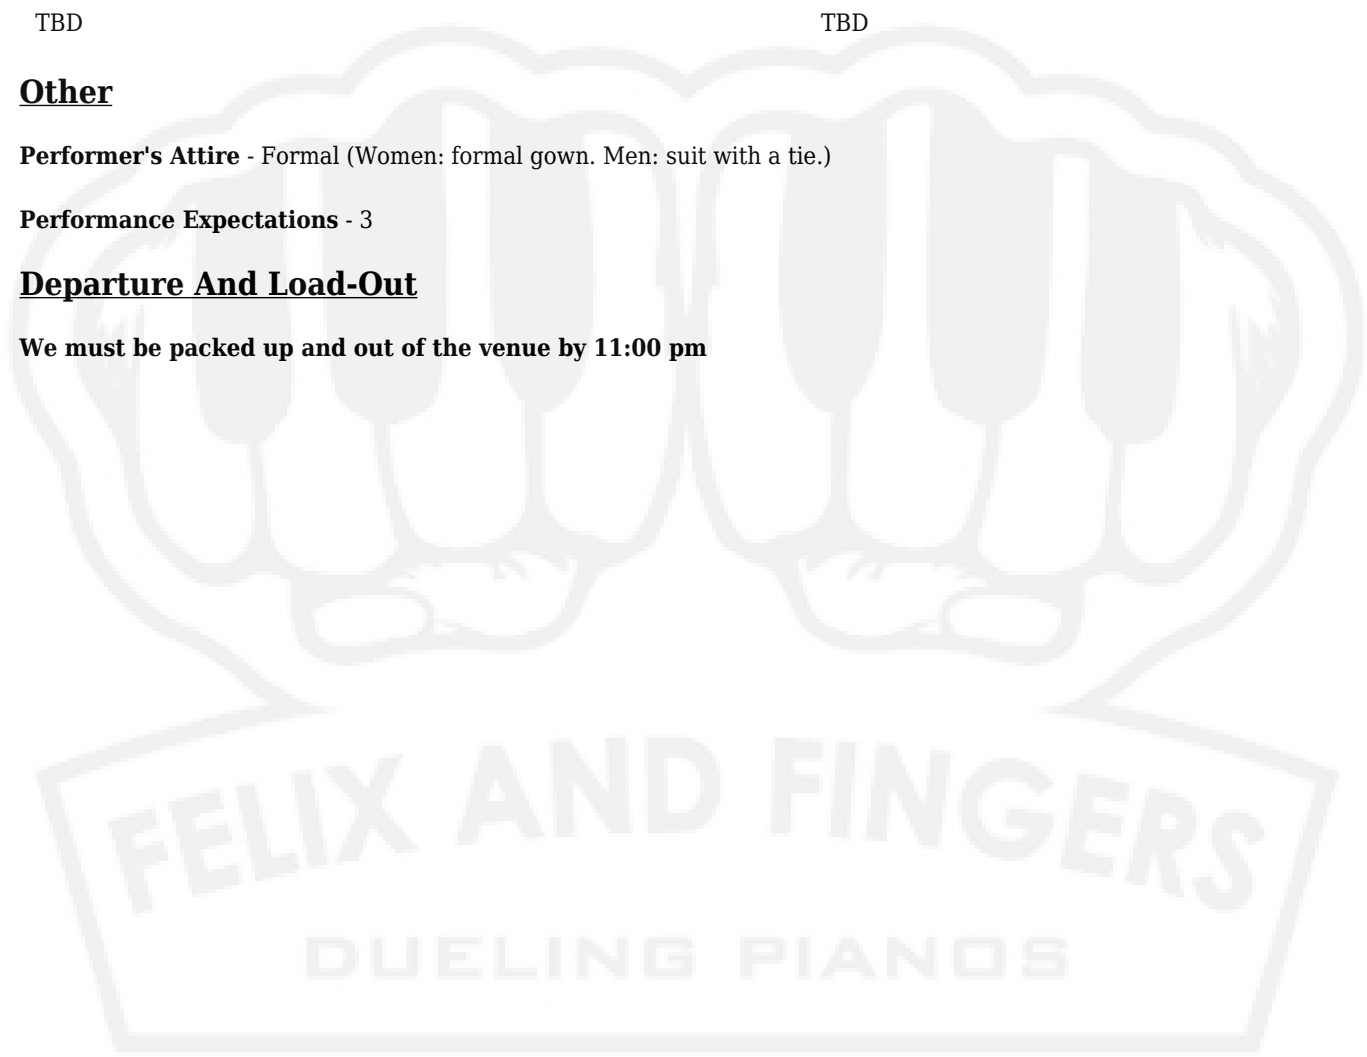 TBD TBD
Other
Performer's Attire - Formal (Women: formal gown. Men: suit with a tie.)
Performance Expectations - 3
Departure And Load-Out
We must be packed up and out of the venue by 11:00 pm
FELIX AND FINGERS
DUELING PIANOS